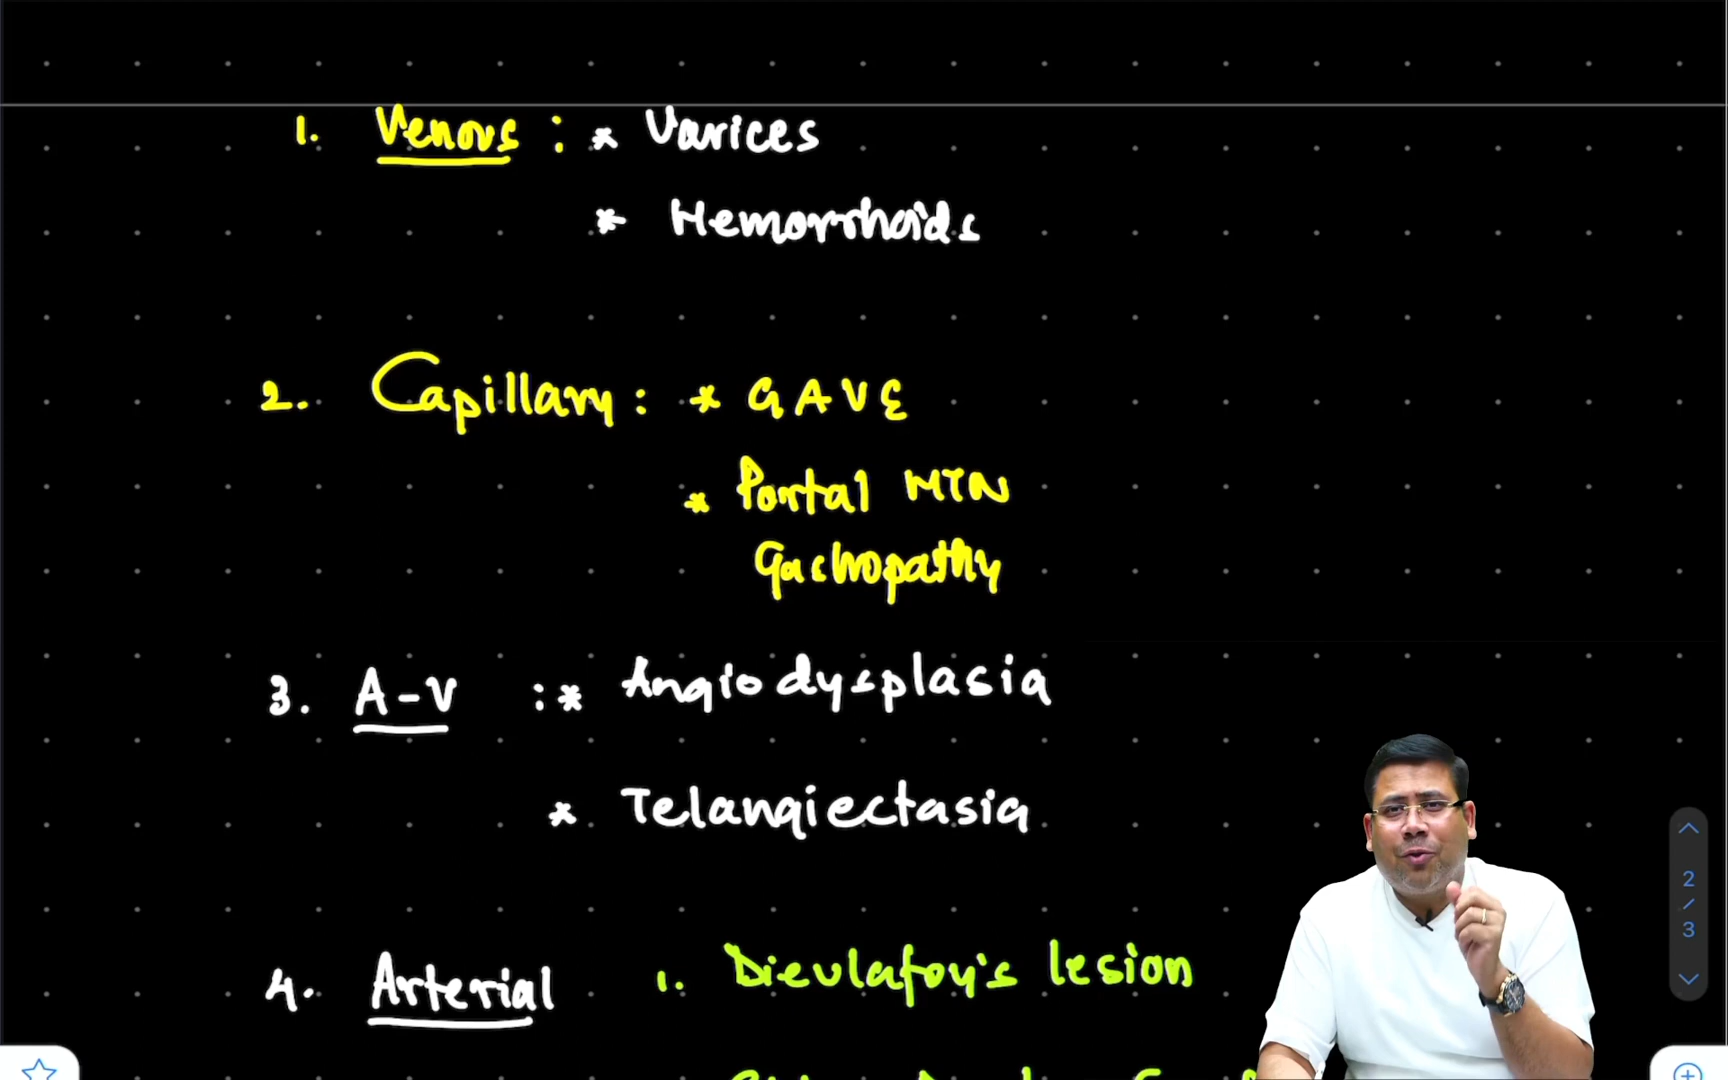 1. Venous : * Varices
* Hemorrhoids
2. Capillary : * GAVE
* Portal HTN
Gastropathy
3. A-V : * Angiodysplasia
* Telangiectasia
4. Arterial 1. Dieulafoy's lesion
2
/
3